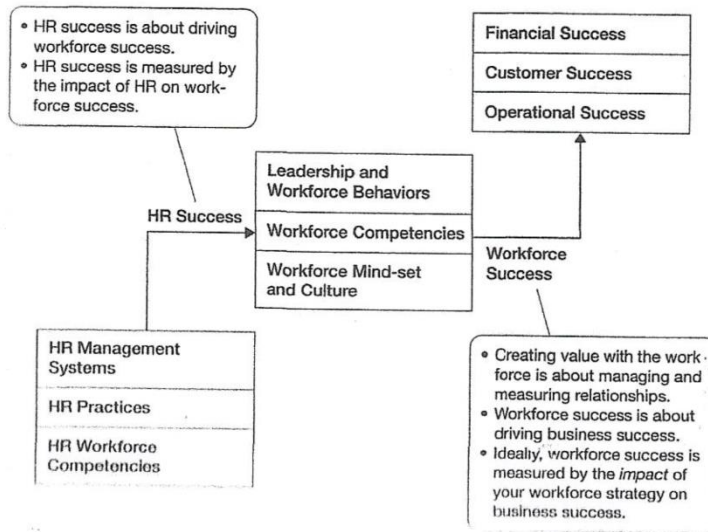 • HR success is about driving
workforce success.
• HR success is measured by
the impact of HR on work-
force success.
Financial Success
Customer Success
Operational Success
Leadership and
Workforce Behaviors
HR Success
Workforce Competencies
Workforce
Success
Workforce Mind-set
and Culture
HR Management
Systems
HR Practices
HR Workforce
Competencies
• Creating value with the work-
force is about managing and
measuring relationships.
• Workforce success is about
driving business success.
• Ideally, workforce success is
measured by the impact of
your workforce strategy on
business success.